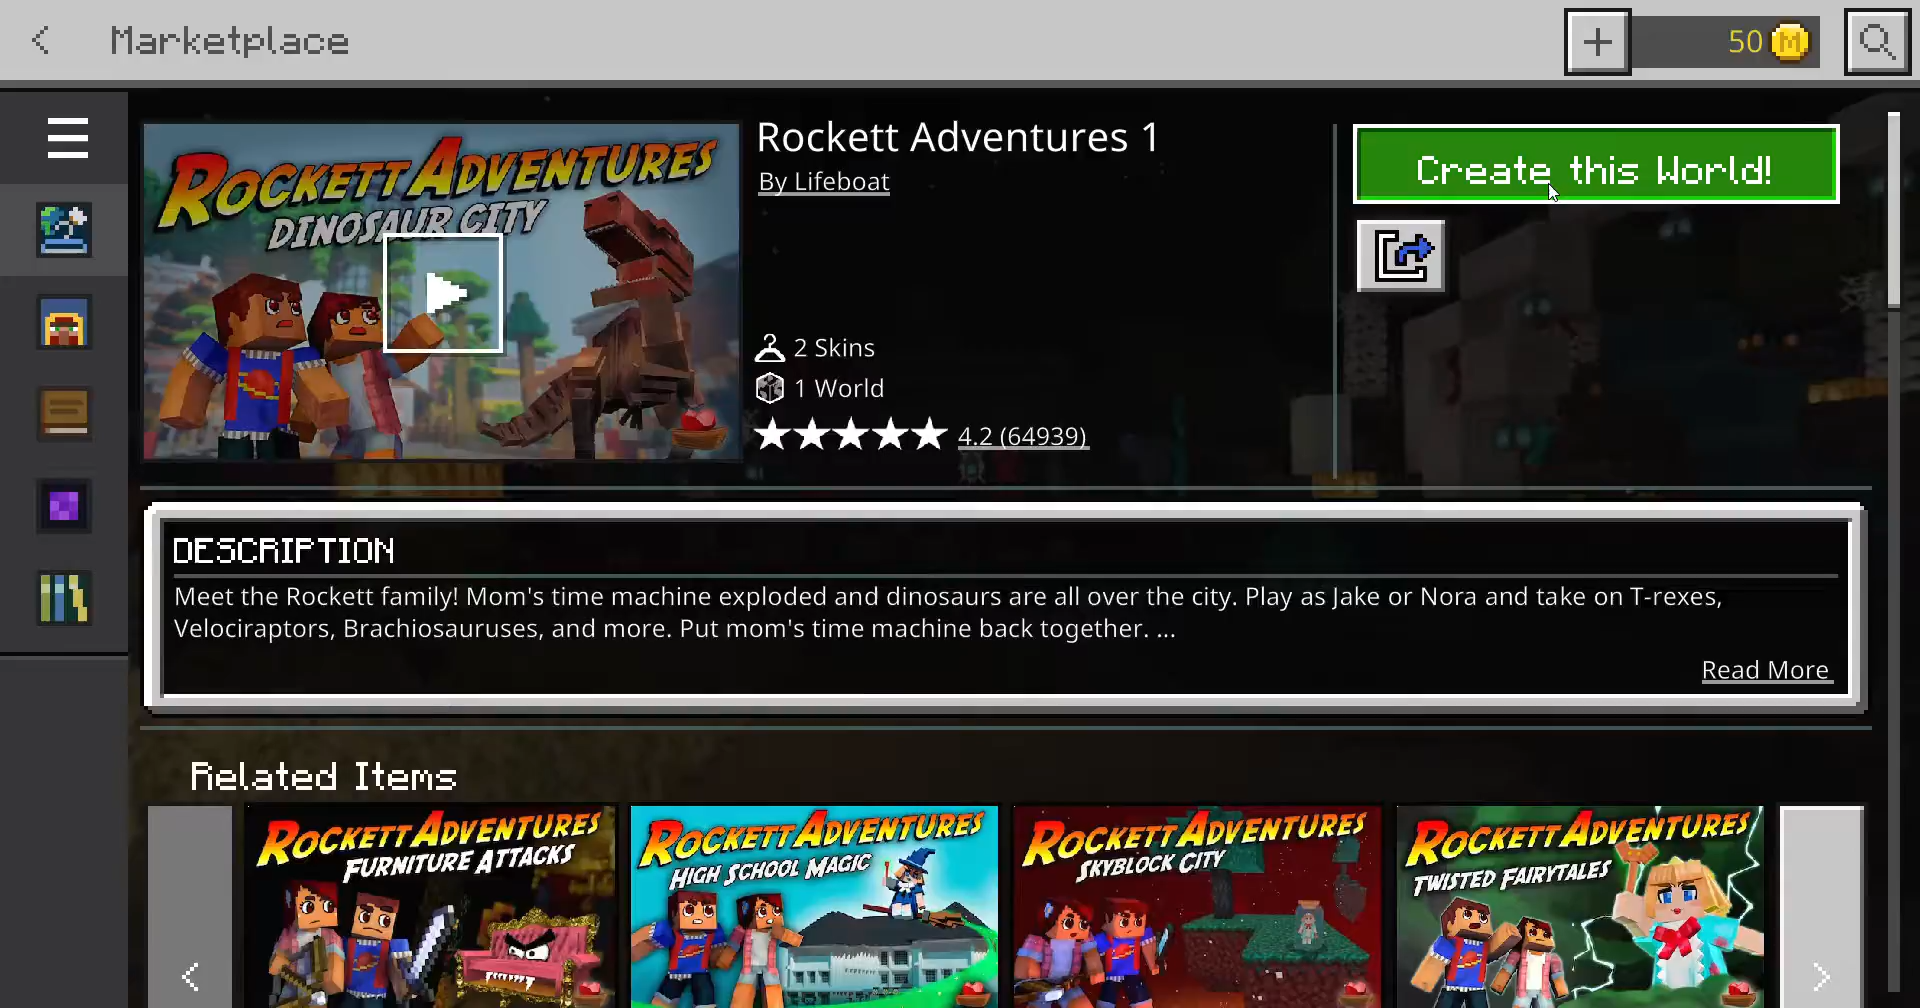 Marketplace
50
ROCKETT ADVENTURES
DINOSAUR CITY
Rockett Adventures 1
By Lifeboat
2 Skins
1 World
4.2 (64939)
Create this World!
DESCRIPTION
Meet the Rockett family! Mom's time machine exploded and dinosaurs are all over the city. Play as Jake or Nora and take on T-rexes,
Velociraptors, Brachiosauruses, and more. Put mom's time machine back together. ...
Read More
Related Items
ROCKETT ADVENTURES
FURNITURE ATTACKS
ROCKETT ADVENTURES
HIGH SCHOOL MAGIC
ROCKETT ADVENTURES
SKYBLOCK CITY
ROCKETT ADVENTURES
TWISTED FAIRYTALES